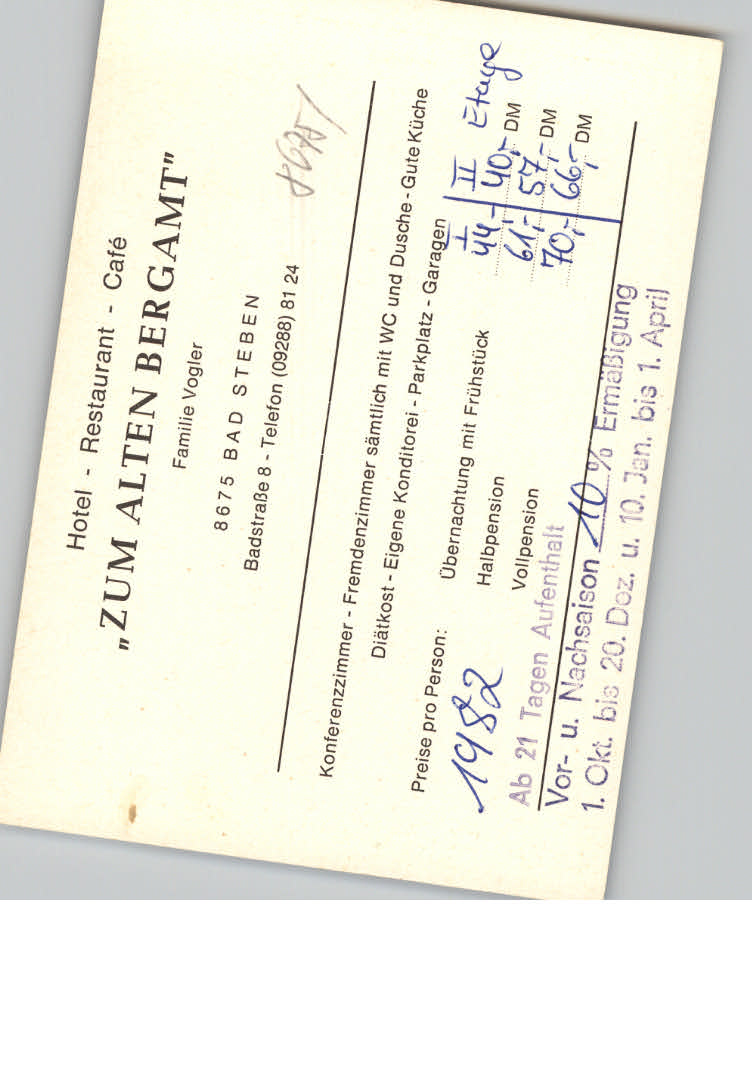 Hotel - Restaurant - Café
„ZUM ALTEN BERGAMT"
Familie Vogler
8675 BAD STEBEN
Badstraße 8 - Telefon (09288) 81 24
8675/
Konferenzzimmer - Fremdenzimmer sämtlich mit WC und Dusche - Gute Küche
Diätkost - Eigene Konditorei - Parkplatz - Garagen
I | II Etage
Preise pro Person: Übernachtung mit Frühstück 44,- 40,- DM
Halbpension 61,- 57,- DM
Vollpension 70,- 66,- DM
1982
Ab 21 Tagen Aufenthalt
Vor- u. Nachsaison 10 % Ermäßigung
1. Okt. bis 20. Dez. u. 10. Jan. bis 1. April